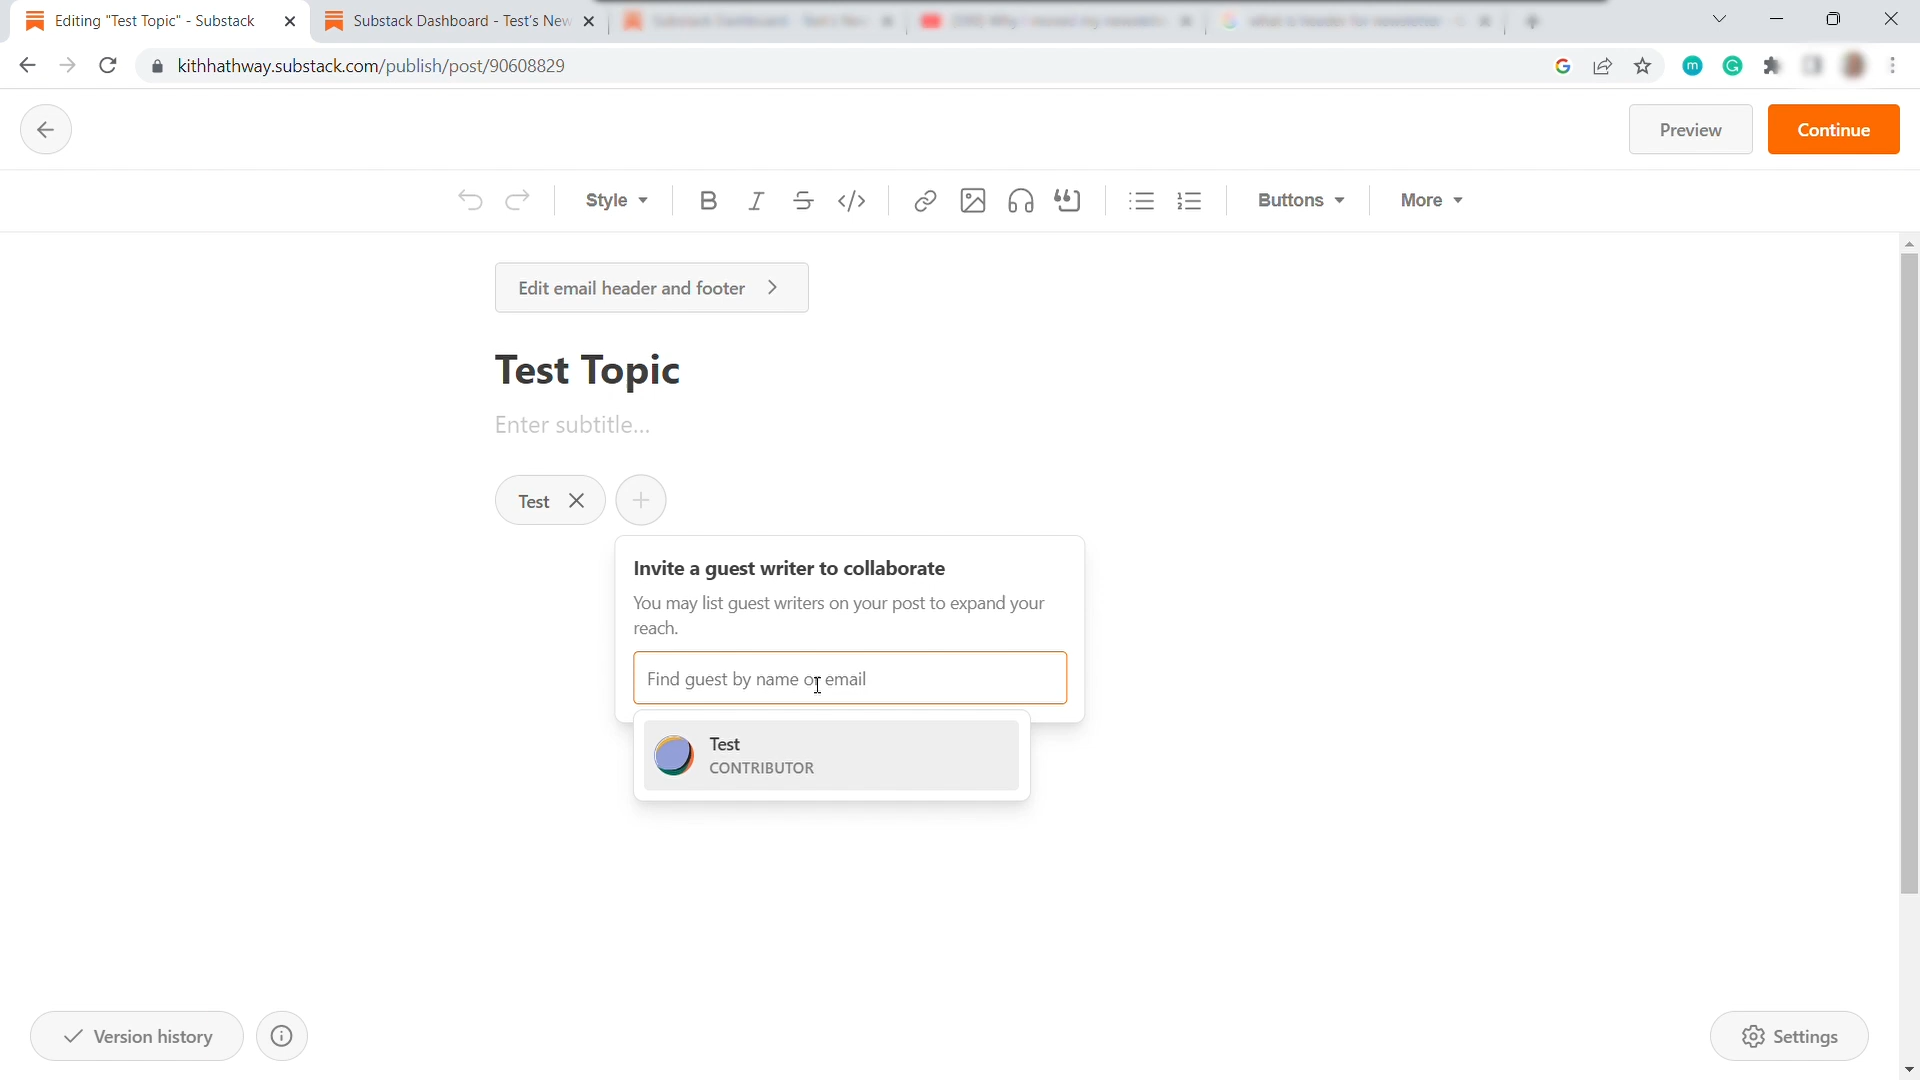 Editing "Test Topic" - Substack
Substack Dashboard - Test's New
kithhathway.substack.com/publish/post/90608829
Preview
Continue
Style
Buttons
More
Edit email header and footer
Test Topic
Enter subtitle...
Test
Invite a guest writer to collaborate
You may list guest writers on your post to expand your
reach.
Find guest by name or email
Test
CONTRIBUTOR
Version history
Settings